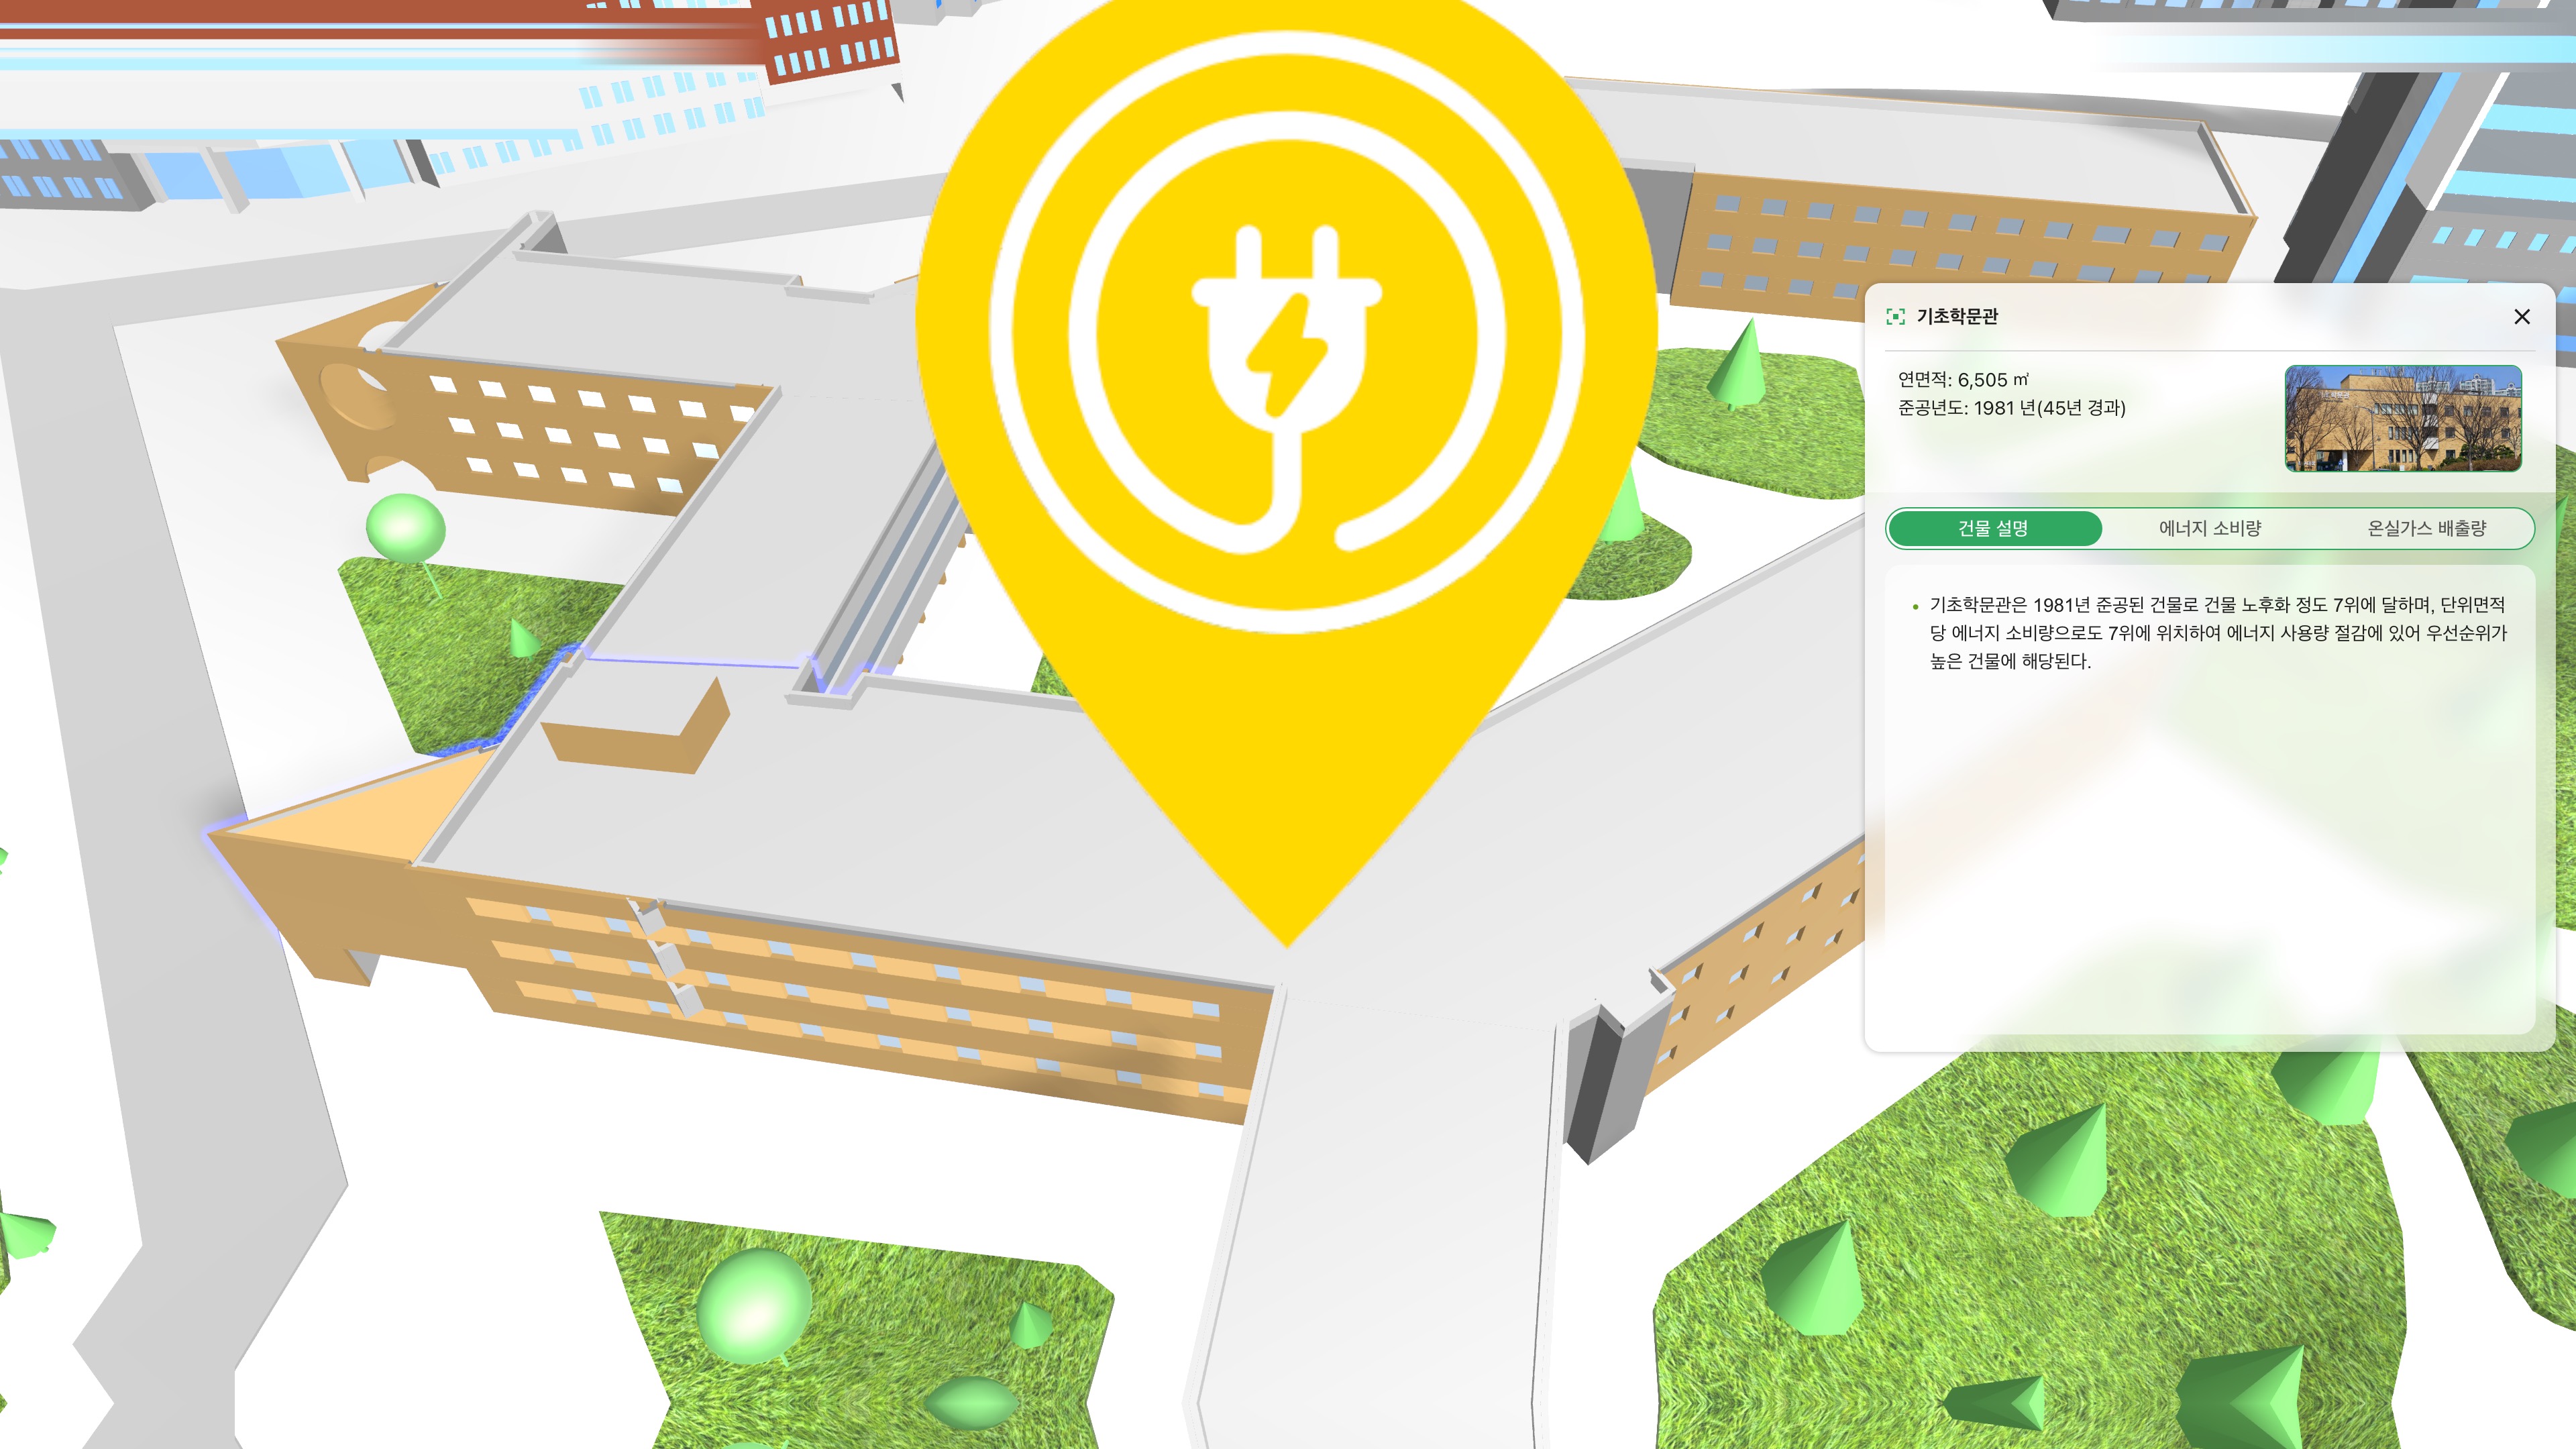 기초학문관
연면적: 6,505 ㎡
준공년도: 1981 년(45년 경과)
건물 설명
에너지 소비량
온실가스 배출량
기초학문관은 1981년 준공된 건물로 건물 노후화 정도 7위에 달하며, 단위면적
당 에너지 소비량으로도 7위에 위치하여 에너지 사용량 절감에 있어 우선순위가
높은 건물에 해당된다.